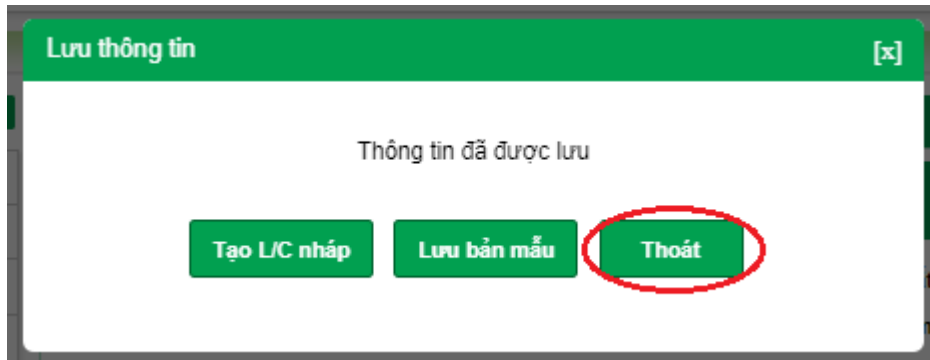 Lưu thông tin [x]
Thông tin đã được lưu
Tạo L/C nháp Lưu bản mẫu Thoát